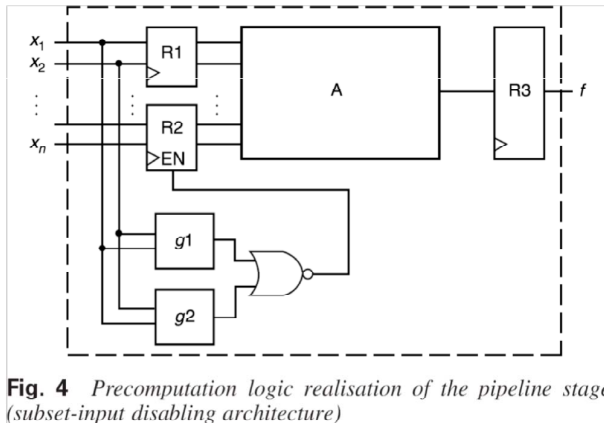 x1
R1
x2
A
R3
f
R2
xn
EN
g1
g2
Fig. 4 Precomputation logic realisation of the pipeline stage
(subset-input disabling architecture)